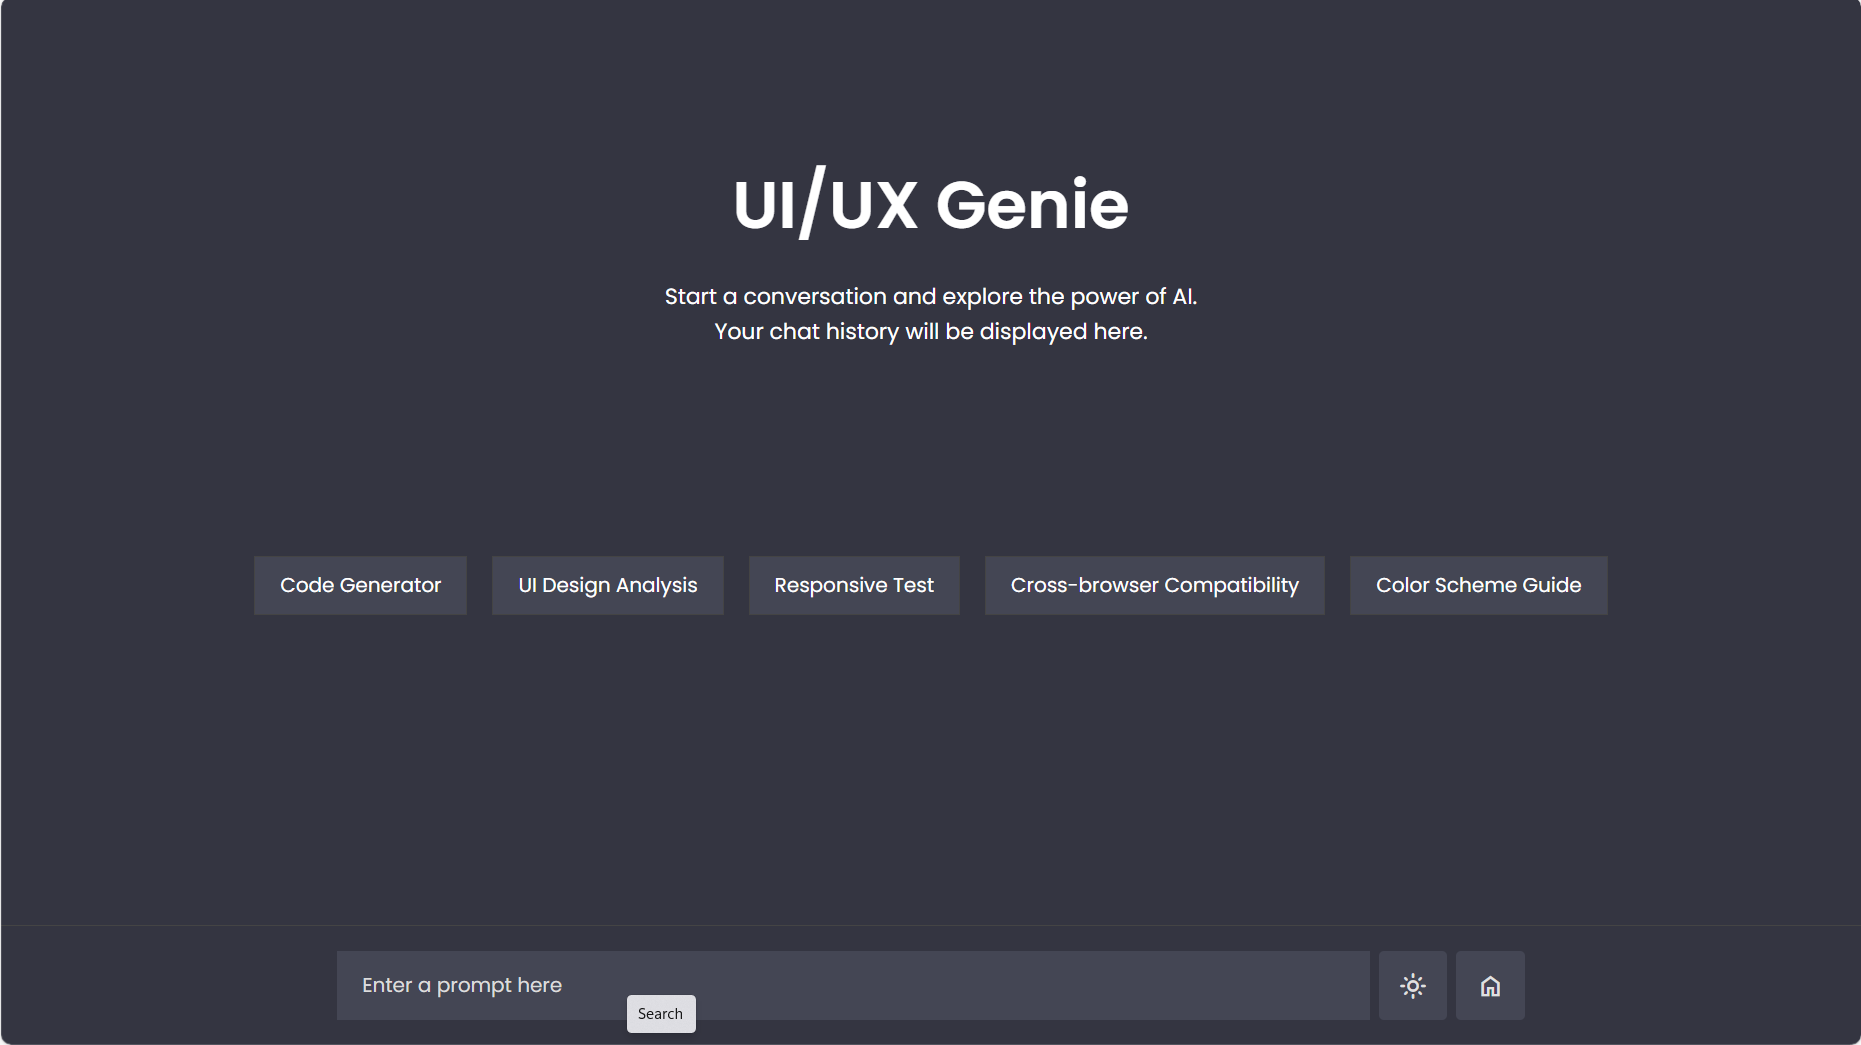 UI/UX Genie
Start a conversation and explore the power of AI.
Your chat history will be displayed here.
Code Generator
UI Design Analysis
Responsive Test
Cross-browser Compatibility
Color Scheme Guide
Enter a prompt here
Search